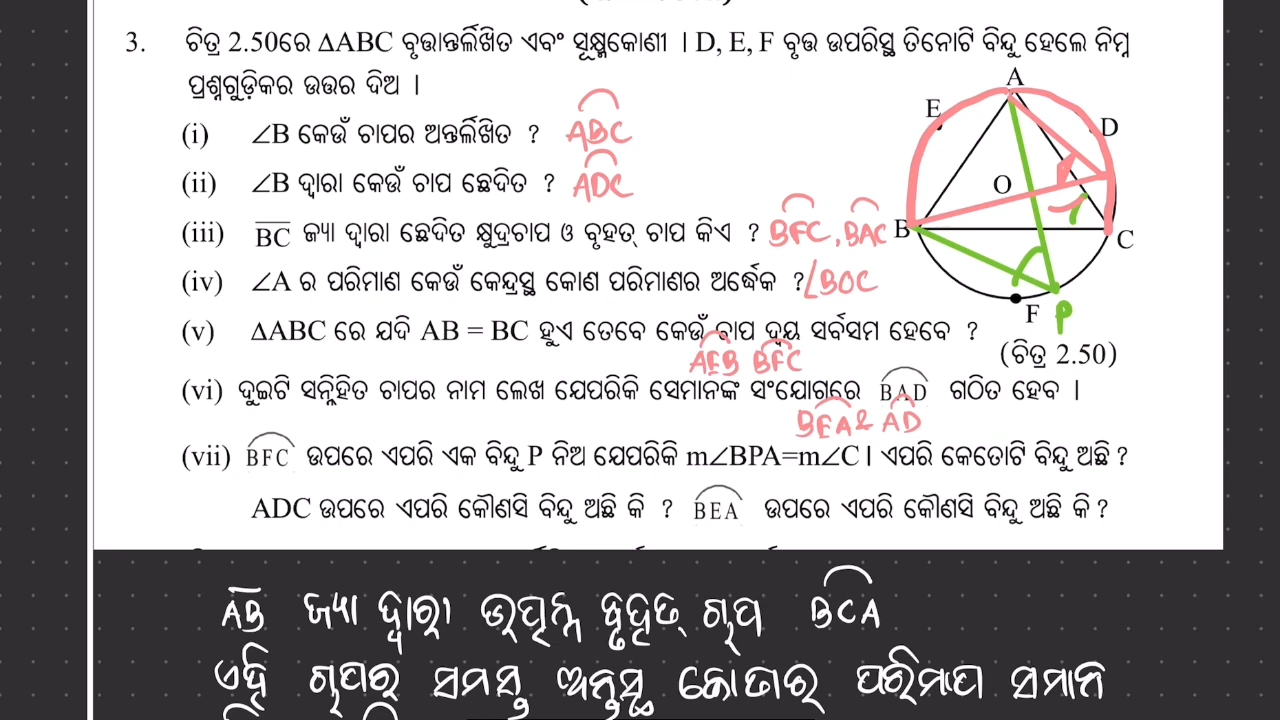 3. ଚିତ୍ର 2.50ରେ ΔABC ବୃତ୍ତାନ୍ତର୍ଲିଖିତ ଏବଂ ସୂକ୍ଷ୍ମକୋଣୀ । D, E, F ବୃତ୍ତ ଉପରିସ୍ଥ ତିନୋଟି ବିନ୍ଦୁ ହେଲେ ନିମ୍ନ
ପ୍ରଶ୍ନଗୁଡ଼ିକର ଉତ୍ତର ଦିଅ ।
(i) ∠B କେଉଁ ଚାପର ଅନ୍ତର୍ଲିଖିତ ? ABC
(ii) ∠B ଦ୍ୱାରା କେଉଁ ଚାପ ଛେଦିତ ? ADC
(iii) BC ଜ୍ୟା ଦ୍ୱାରା ଛେଦିତ କ୍ଷୁଦ୍ରଚାପ ଓ ବୃହତ୍ ଚାପ କିଏ ? BFC, BAC
(iv) ∠A ର ପରିମାଣ କେଉଁ କେନ୍ଦ୍ରସ୍ଥ କୋଣ ପରିମାଣର ଅର୍ଦ୍ଧେକ ? ∠BOC
(v) ΔABC ରେ ଯଦି AB = BC ହୁଏ ତେବେ କେଉଁ ଚାପ ଦ୍ୱୟ ସର୍ବସମ ହେବେ ?
AEB BFC
(vi) ଦୁଇଟି ସନ୍ନିହିତ ଚାପର ନାମ ଲେଖ ଯେପରିକି ସେମାନଙ୍କ ସଂଯୋଗରେ BAD ଗଠିତ ହେବ ।
BEA & AD
(vii) BFC ଉପରେ ଏପରି ଏକ ବିନ୍ଦୁ P ନିଅ ଯେପରିକି m∠BPA=m∠C। ଏପରି କେତୋଟି ବିନ୍ଦୁ ଅଛି ?
ADC ଉପରେ ଏପରି କୌଣସି ବିନ୍ଦୁ ଅଛି କି ? BEA ଉପରେ ଏପରି କୌଣସି ବିନ୍ଦୁ ଅଛି କି ?
A
E
D
O
B
C
F P
(ଚିତ୍ର 2.50)
AB ଜ୍ୟା ଦ୍ୱାରା ଉତ୍ପନ୍ନ ବୃହତ୍ ଚାପ BCA
ଏହି ଚାପର ସମସ୍ତ ଅନ୍ତସ୍ଥ କୋଣର ପରିମାପ ସମାନ